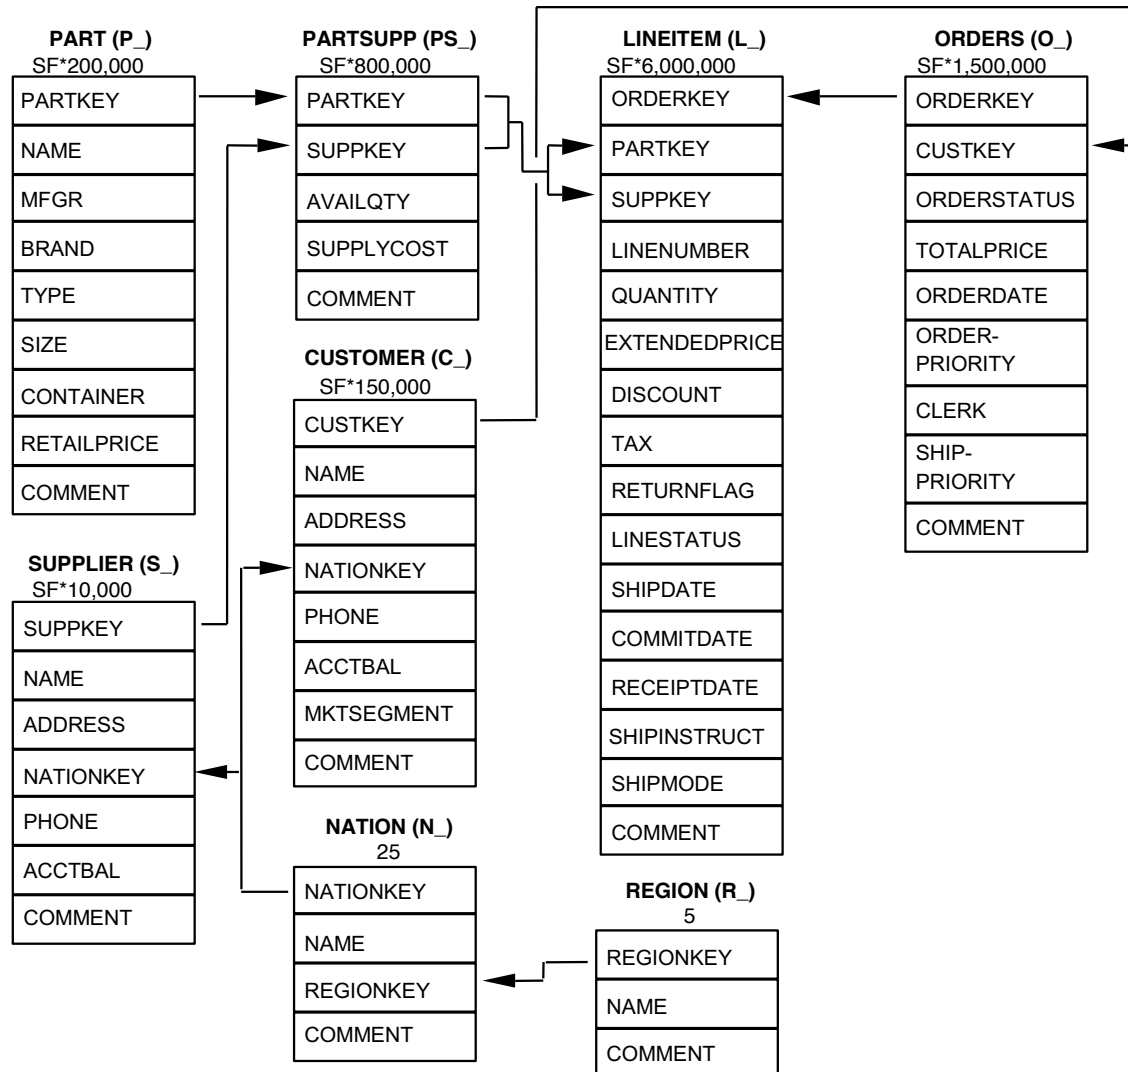 PART (P_)
SF*200,000
PARTKEY
NAME
MFGR
BRAND
TYPE
SIZE
CONTAINER
RETAILPRICE
COMMENT
SUPPLIER (S_)
SF*10,000
SUPPKEY
NAME
ADDRESS
NATIONKEY
PHONE
ACCTBAL
COMMENT
PARTSUPP (PS_)
SF*800,000
PARTKEY
SUPPKEY
AVAILQTY
SUPPLYCOST
COMMENT
CUSTOMER (C_)
SF*150,000
CUSTKEY
NAME
ADDRESS
NATIONKEY
PHONE
ACCTBAL
MKTSEGMENT
COMMENT
NATION (N_)
25
NATIONKEY
NAME
REGIONKEY
COMMENT
LINEITEM (L_)
SF*6,000,000
ORDERKEY
PARTKEY
SUPPKEY
LINENUMBER
QUANTITY
EXTENDEDPRICE
DISCOUNT
TAX
RETURNFLAG
LINESTATUS
SHIPDATE
COMMITDATE
RECEIPTDATE
SHIPINSTRUCT
SHIPMODE
COMMENT
REGION (R_)
5
REGIONKEY
NAME
COMMENT
ORDERS (O_)
SF*1,500,000
ORDERKEY
CUSTKEY
ORDERSTATUS
TOTALPRICE
ORDERDATE
ORDER-
PRIORITY
CLERK
SHIP-
PRIORITY
COMMENT